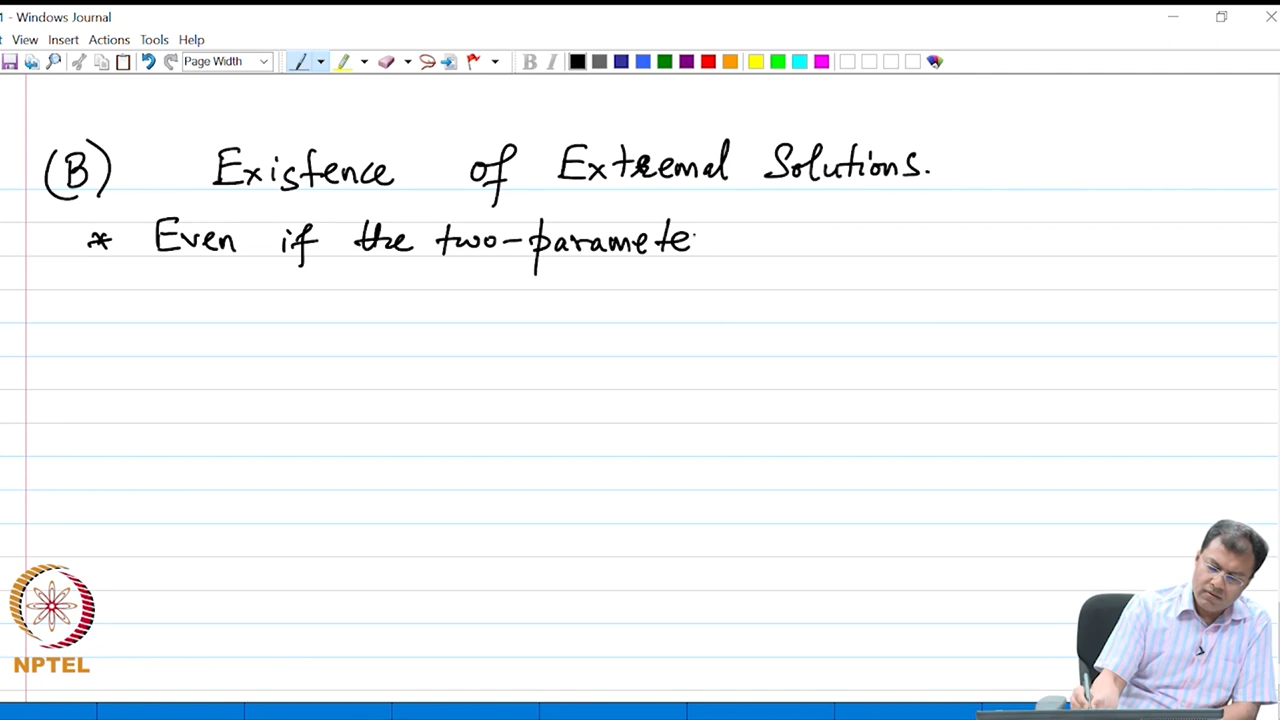 1 - Windows Journal
t View Insert Actions Tools Help
Page Width
B I
(B) Existence of Extremal Solutions.
* Even if the two-paramete
NPTEL